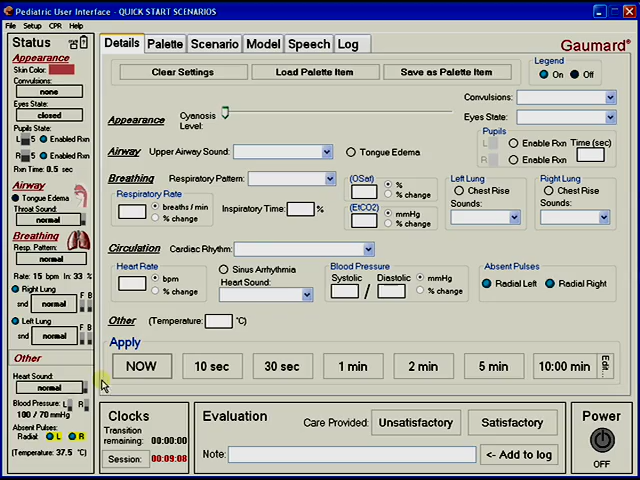 Pediatric User Interface - QUICK START SCENARIOS
File Setup CPR Help
Status
Appearance
Skin Color:
Convulsions:
none
Eyes State:
closed
Pupils State:
L 5 Enabled Rxn
R 5 Enabled Rxn
Rxn Time: 0.5 sec
Airway
Tongue Edema
Throat Sound:
normal
Breathing
Resp. Pattern:
normal
Rate: 15 bpm In: 33 %
Right Lung F B
snd normal
Left Lung F B
snd normal
Other
Heart Sound:
normal
Blood Pressure: L R
100 / 70 mmHg
Absent Pulses:
Radial: L R
(Temperature: 37.5 °C)
Details Palette Scenario Model Speech Log
Gaumard®
Clear Settings Load Palette Item Save as Palette Item
Legend
On Off
Appearance
Cyanosis Level:
Convulsions:
Eyes State:
Pupils
L Enable Rxn Time (sec)
R Enable Rxn
Airway Upper Airway Sound: Tongue Edema
Breathing Respiratory Pattern:
Respiratory Rate
breaths / min
% change
Inspiratory Time: %
(OSat)
%
% change
(EtCO2)
mmHg
% change
Left Lung
Chest Rise
Sounds:
Right Lung
Chest Rise
Sounds:
Circulation Cardiac Rhythm:
Heart Rate
bpm
% change
Sinus Arrhythmia
Heart Sound:
Blood Pressure
Systolic / Diastolic
mmHg
% change
Absent Pulses
Radial Left Radial Right
Other (Temperature: °C)
Apply
NOW 10 sec 30 sec 1 min 2 min 5 min 10:00 min Edit...
Clocks
Transition
remaining: 00:00:00
Session: 00:09:08
Evaluation
Care Provided: Unsatisfactory Satisfactory
Note: <- Add to log
Power
OFF